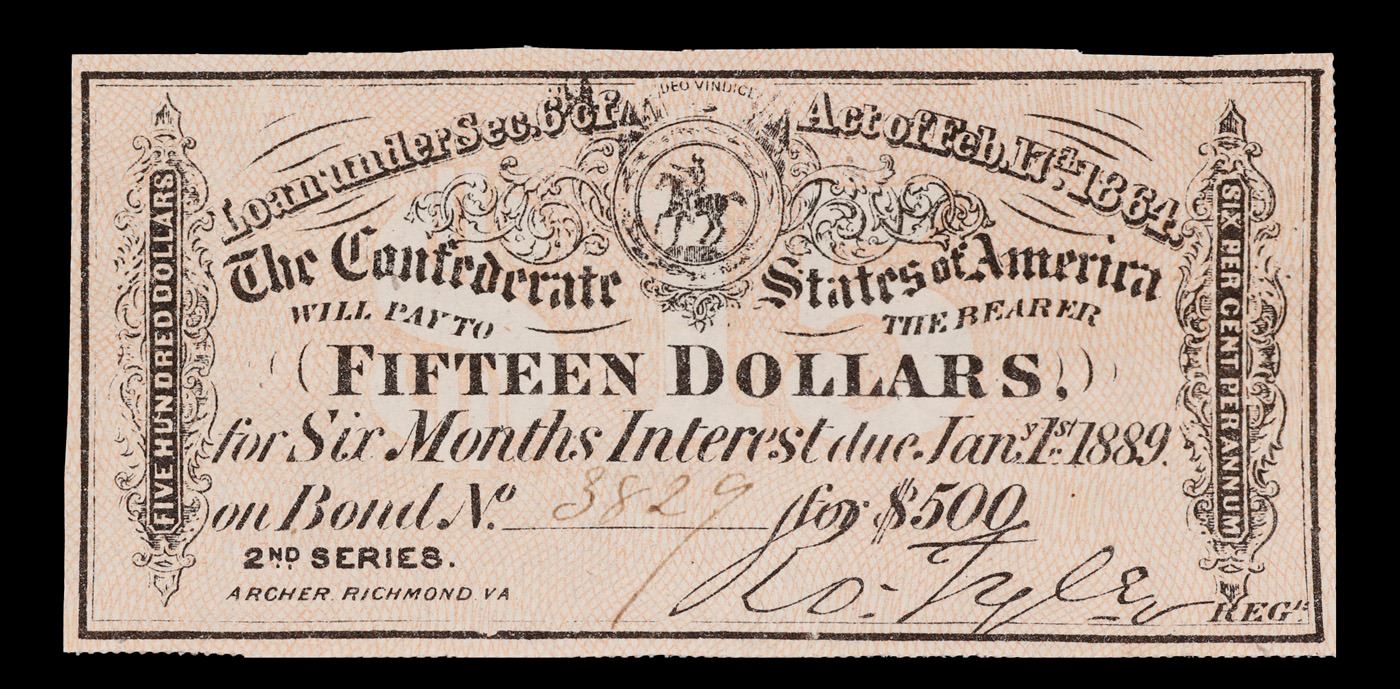 DEO VINDICE
Loan under Sec. 6 of Act of Feb. 17th 1864.
FIVE HUNDRED DOLLARS
SIX PER CENT PER ANNUM
The Confederate States of America
WILL PAY TO THE BEARER
(FIFTEEN DOLLARS,)
for Six Months Interest due Jany. 1st 1889.
on Bond No. 3829 for $500
2ND SERIES.
ARCHER, RICHMOND VA
Ro: Tyler REGR.